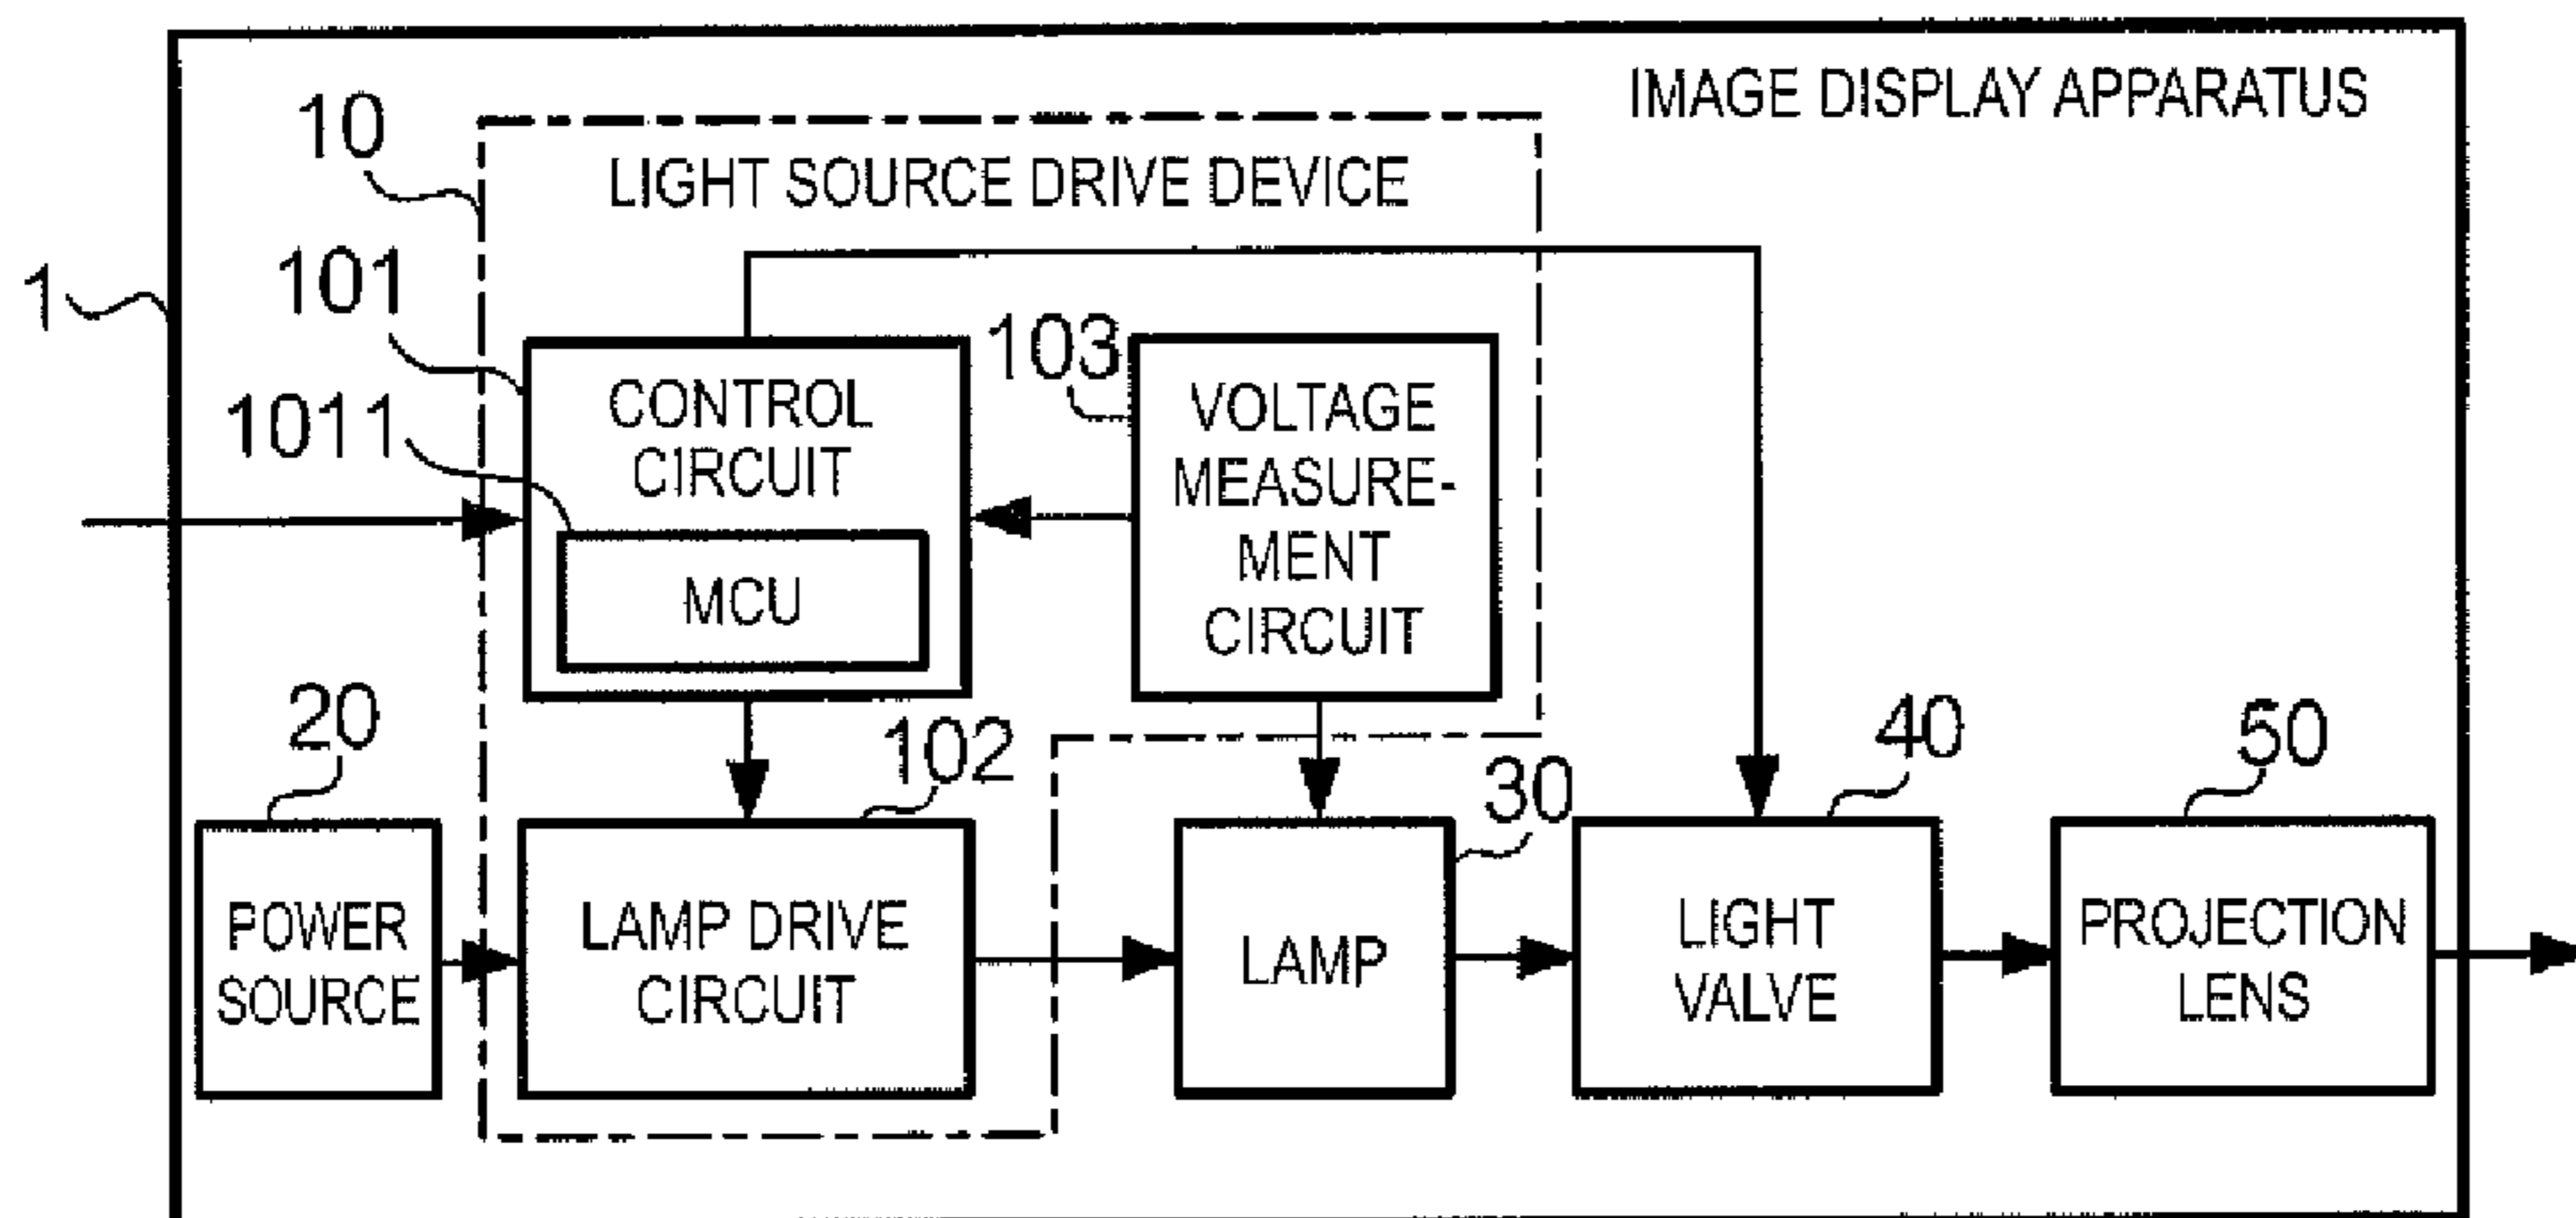 IMAGE DISPLAY APPARATUS
10
LIGHT SOURCE DRIVE DEVICE
1
101
1011
103
CONTROL
CIRCUIT
MCU
VOLTAGE
MEASURE-
MENT
CIRCUIT
20
102
30
40
50
POWER
SOURCE
LAMP DRIVE
CIRCUIT
LAMP
LIGHT
VALVE
PROJECTION
LENS